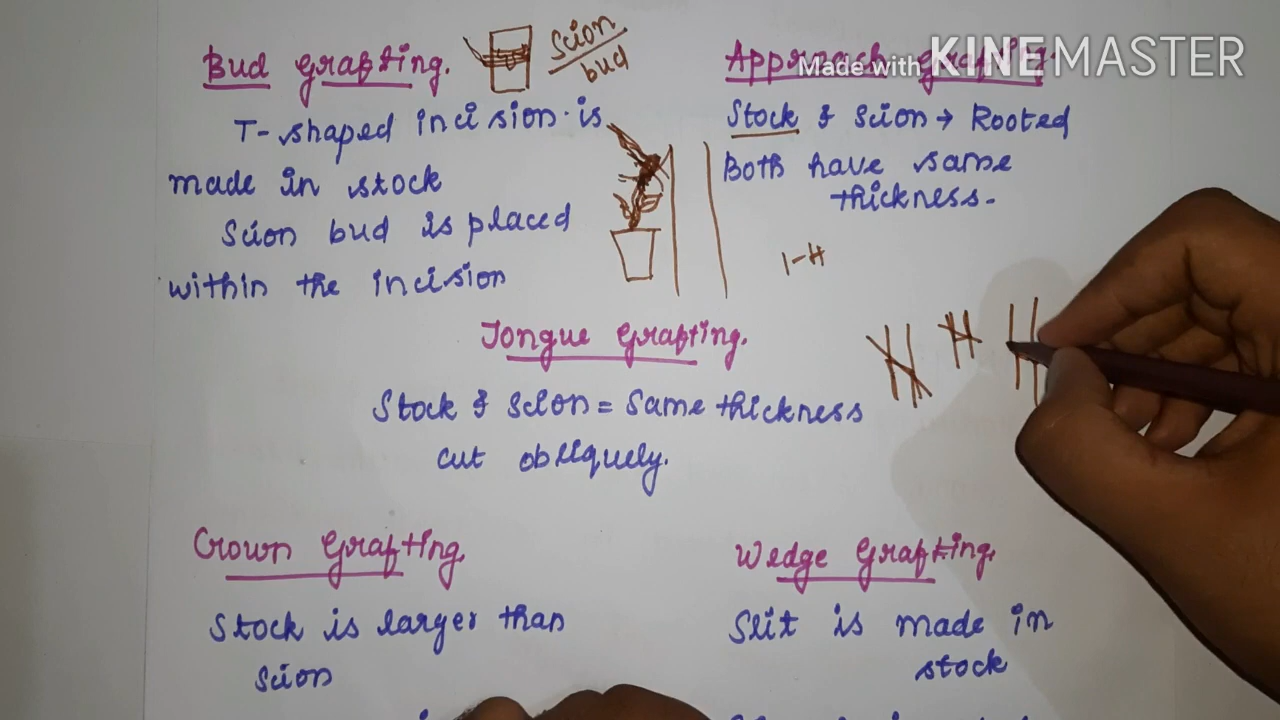 Bud Grafting.
Scion
bud
T-shaped incision is
made in stock
Scion bud is placed
within the incision
Approach Grafting.
Made with KINEMASTER
Stock & Scion → Rooted
Both have same
thickness.
Tongue Grafting.
Stock & Scion = Same thickness
cut obliquely.
Crown Grafting.
Stock is larger than
Scion
Wedge Grafting.
Slit is made in
stock